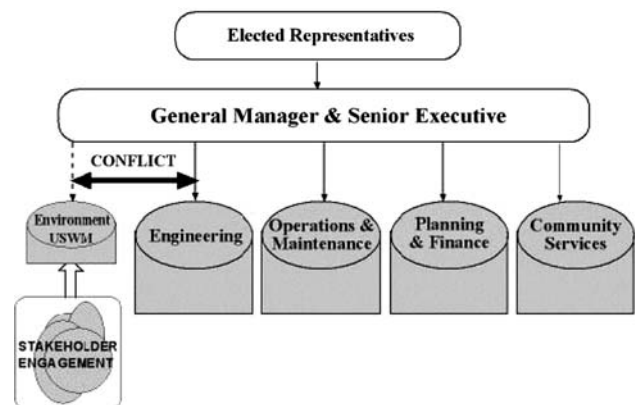 Elected Representatives
General Manager & Senior Executive
CONFLICT
Environment
USWM
Engineering
Operations &
Maintenance
Planning
& Finance
Community
Services
STAKEHOLDER
ENGAGEMENT